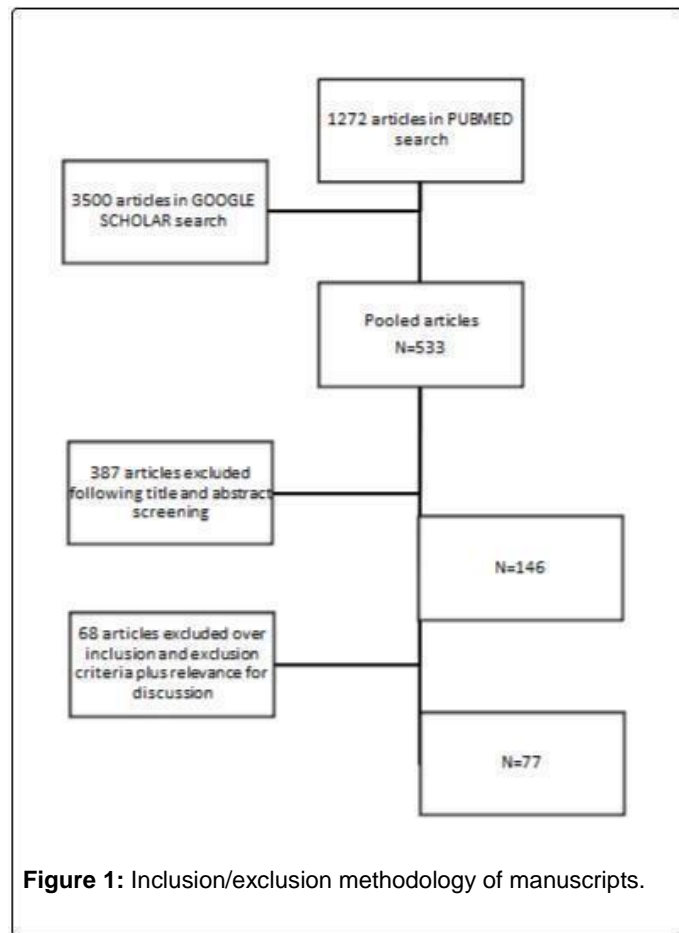 1272 articles in PUBMED
search
3500 articles in GOOGLE
SCHOLAR search
Pooled articles
N=533
387 articles excluded
following title and abstract
screening
N=146
68 articles excluded over
inclusion and exclusion
criteria plus relevance for
discussion
N=77
Figure 1: Inclusion/exclusion methodology of manuscripts.